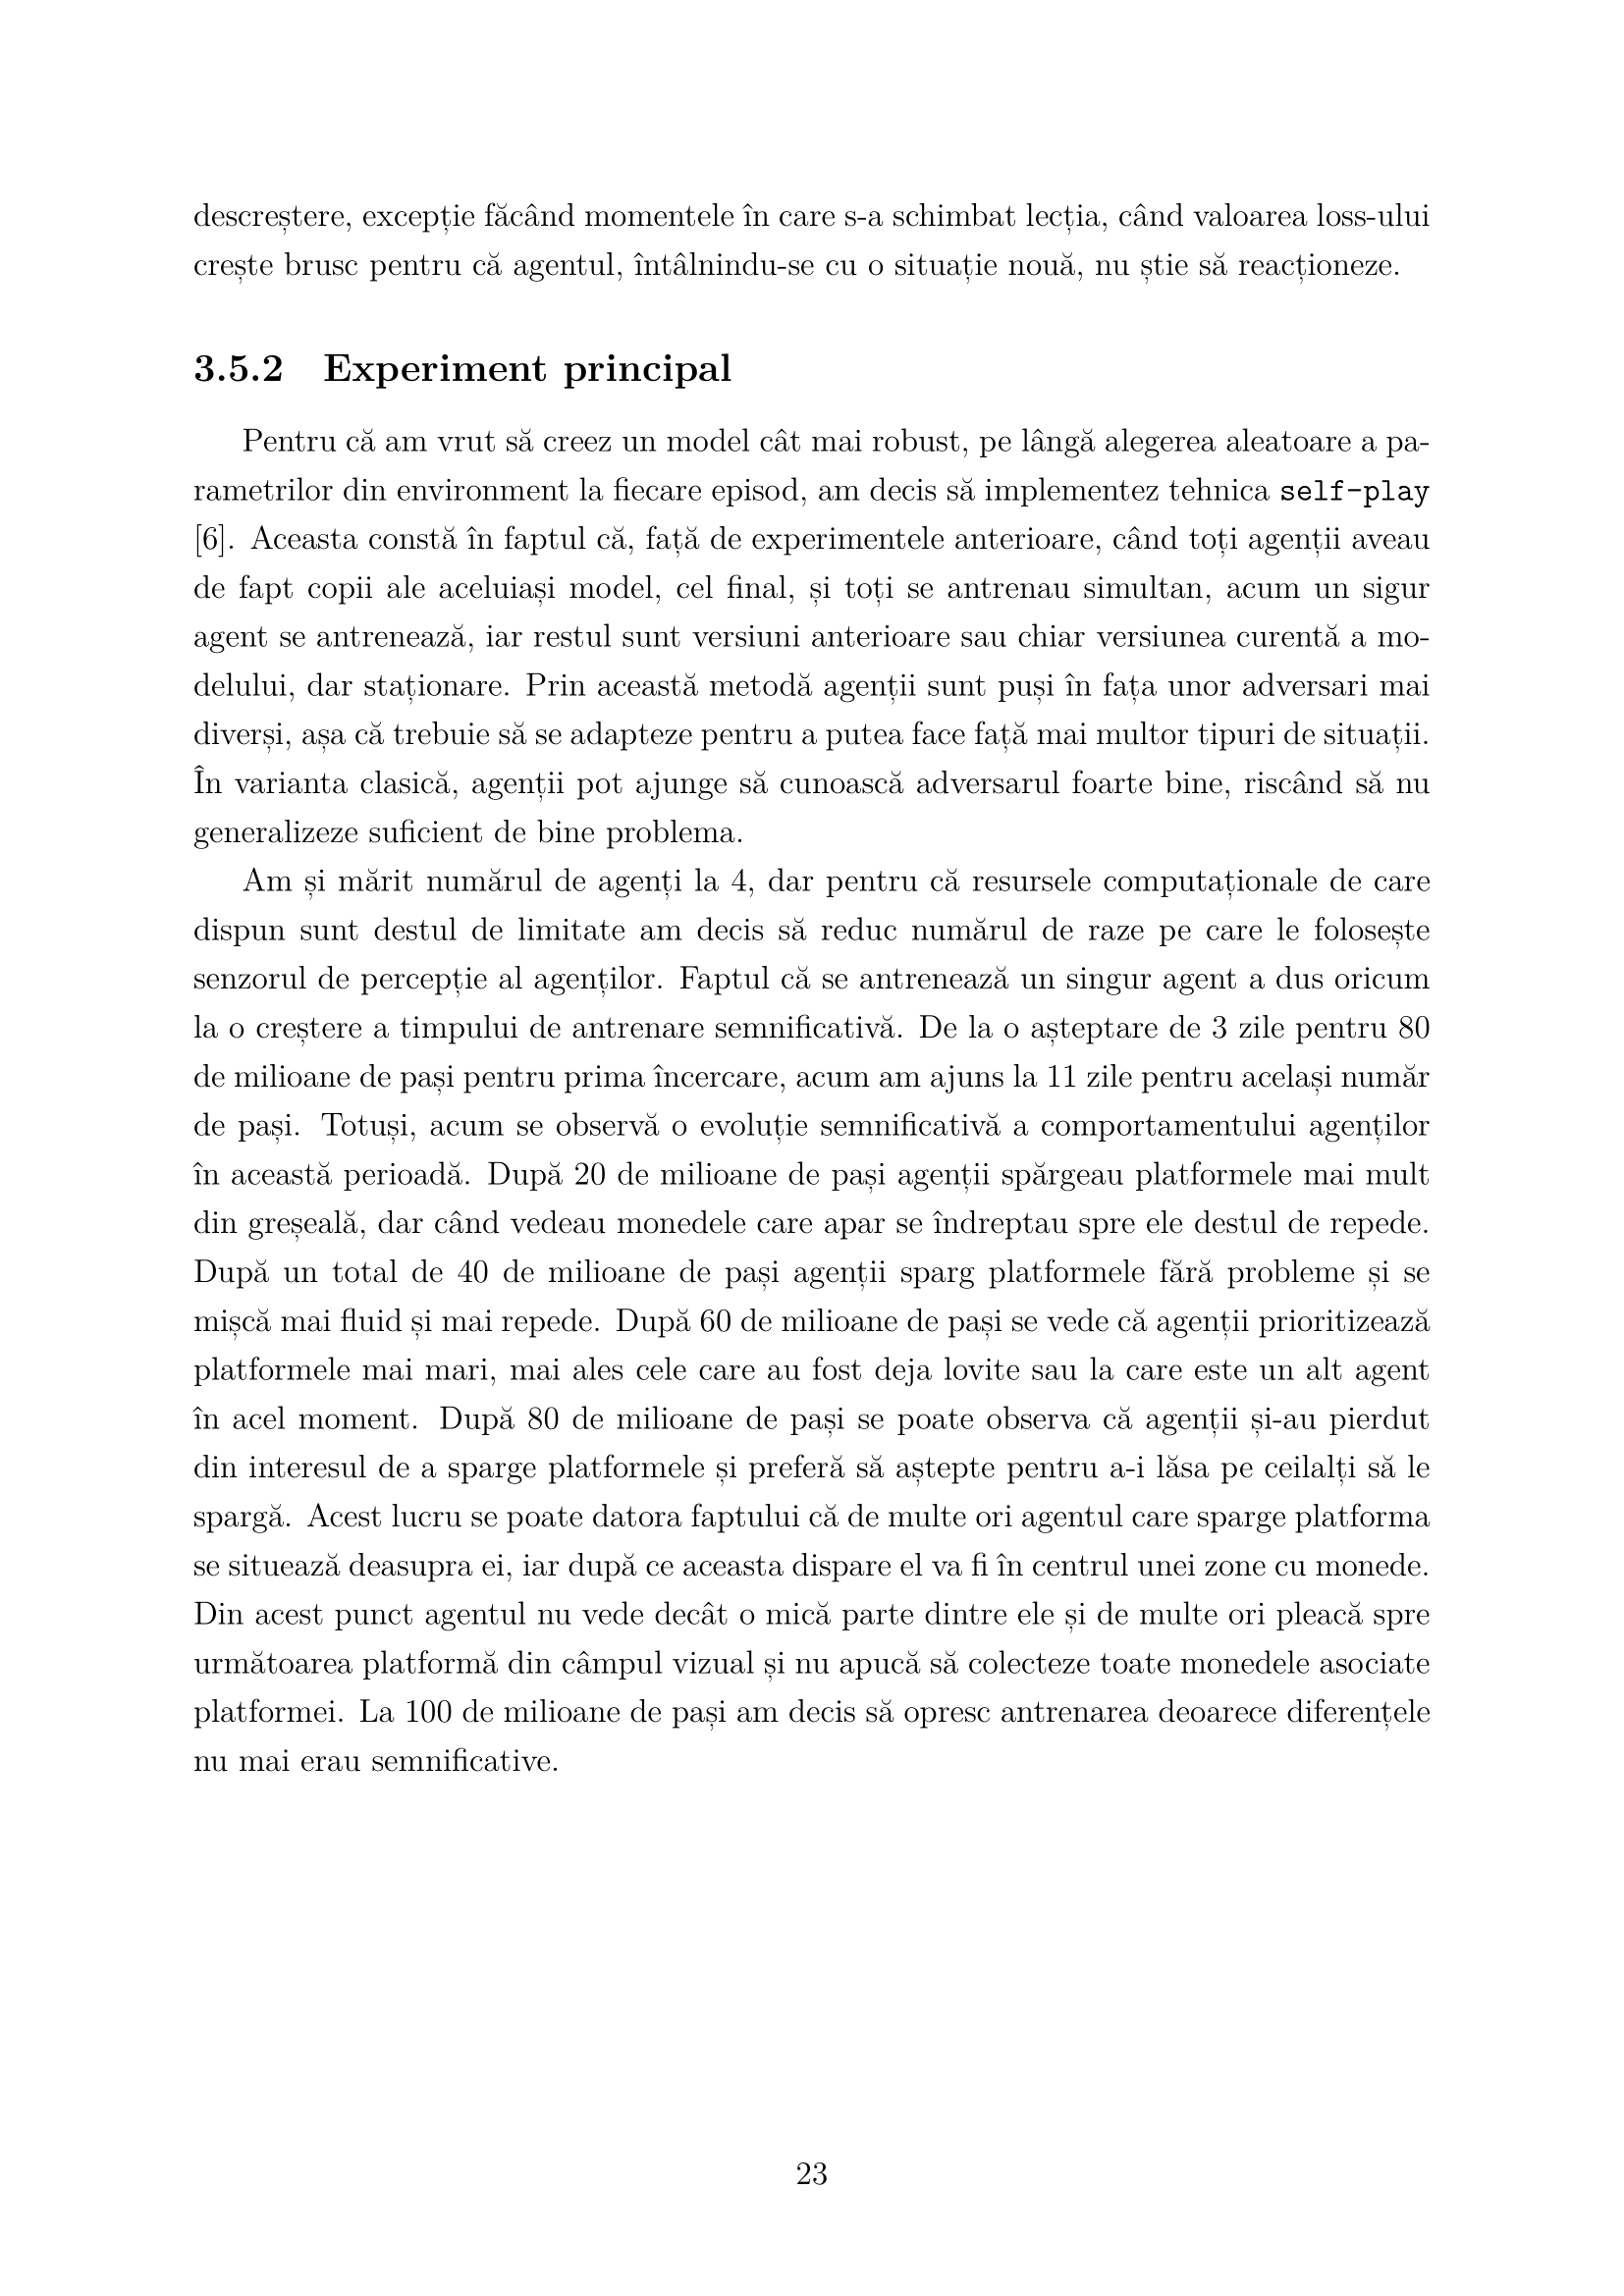 descreștere, excepție făcând momentele în care s-a schimbat lecția, când valoarea loss-ului
crește brusc pentru că agentul, întâlnindu-se cu o situație nouă, nu știe să reacționeze.
3.5.2 Experiment principal
Pentru că am vrut să creez un model cât mai robust, pe lângă alegerea aleatoare a pa-
rametrilor din environment la fiecare episod, am decis să implementez tehnica self-play
[6]. Aceasta constă în faptul că, față de experimentele anterioare, când toți agenții aveau
de fapt copii ale aceluiași model, cel final, și toți se antrenau simultan, acum un sigur
agent se antrenează, iar restul sunt versiuni anterioare sau chiar versiunea curentă a mo-
delului, dar staționare. Prin această metodă agenții sunt puși în fața unor adversari mai
diverși, așa că trebuie să se adapteze pentru a putea face față mai multor tipuri de situații.
În varianta clasică, agenții pot ajunge să cunoască adversarul foarte bine, riscând să nu
generalizeze suficient de bine problema.
Am și mărit numărul de agenți la 4, dar pentru că resursele computaționale de care
dispun sunt destul de limitate am decis să reduc numărul de raze pe care le folosește
senzorul de percepție al agenților. Faptul că se antrenează un singur agent a dus oricum
la o creștere a timpului de antrenare semnificativă. De la o așteptare de 3 zile pentru 80
de milioane de pași pentru prima încercare, acum am ajuns la 11 zile pentru același număr
de pași. Totuși, acum se observă o evoluție semnificativă a comportamentului agenților
în această perioadă. După 20 de milioane de pași agenții spărgeau platformele mai mult
din greșeală, dar când vedeau monedele care apar se îndreptau spre ele destul de repede.
După un total de 40 de milioane de pași agenții sparg platformele fără probleme și se
mișcă mai fluid și mai repede. După 60 de milioane de pași se vede că agenții prioritizează
platformele mai mari, mai ales cele care au fost deja lovite sau la care este un alt agent
în acel moment. După 80 de milioane de pași se poate observa că agenții și-au pierdut
din interesul de a sparge platformele și preferă să aștepte pentru a-i lăsa pe ceilalți să le
spargă. Acest lucru se poate datora faptului că de multe ori agentul care sparge platforma
se situează deasupra ei, iar după ce aceasta dispare el va fi în centrul unei zone cu monede.
Din acest punct agentul nu vede decât o mică parte dintre ele și de multe ori pleacă spre
următoarea platformă din câmpul vizual și nu apucă să colecteze toate monedele asociate
platformei. La 100 de milioane de pași am decis să opresc antrenarea deoarece diferențele
nu mai erau semnificative.
23